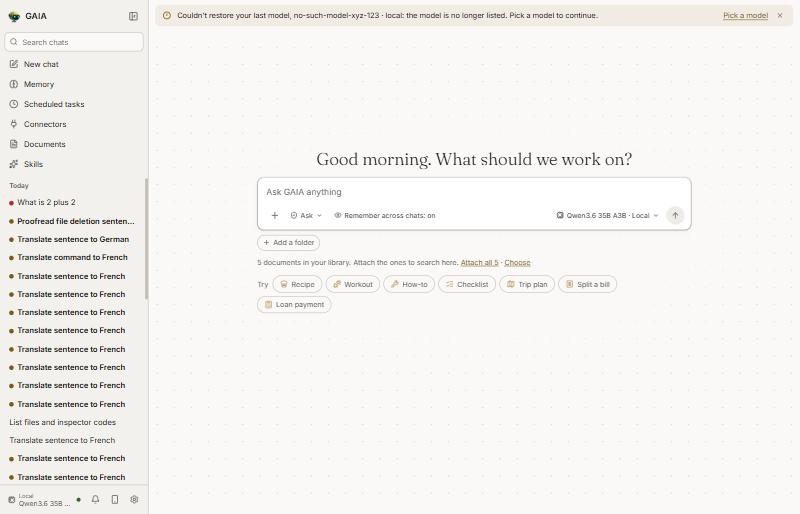 GAIA
Search chats
New chat
Memory
Scheduled tasks
Connectors
Documents
Skills
Today
What is 2 plus 2
Proofread file deletion senten...
Translate sentence to German
Translate command to French
Translate sentence to French
Translate sentence to French
Translate sentence to French
Translate sentence to French
Translate sentence to French
Translate sentence to French
Translate sentence to French
Translate sentence to French
List files and inspector codes
Translate sentence to French
Translate sentence to French
Translate sentence to French
Local
Qwen3.6 35B ...
Couldn't restore your last model, no-such-model-xyz-123 · local: the model is no longer listed. Pick a model to continue.
Pick a model
Good morning. What should we work on?
Ask GAIA anything
Ask
Remember across chats: on
Qwen3.6 35B A3B · Local
Add a folder
5 documents in your library. Attach the ones to search here. Attach all 5 · Choose
Try Recipe Workout How-to Checklist Trip plan Split a bill
Loan payment